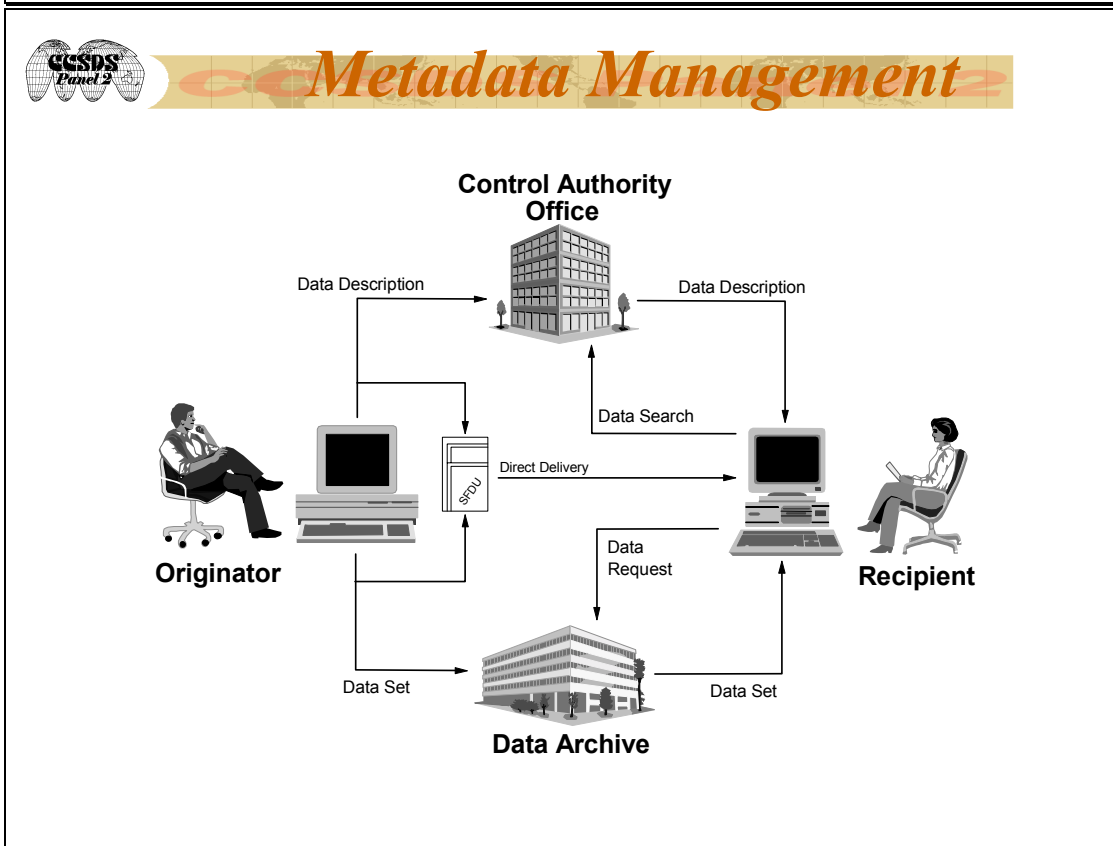 CCSDS
Panel 2
Metadata Management
Control Authority
Office
Data Description
Data Description
Data Search
SFDU
Direct Delivery
Originator
Data
Request
Recipient
Data Set
Data Set
Data Archive